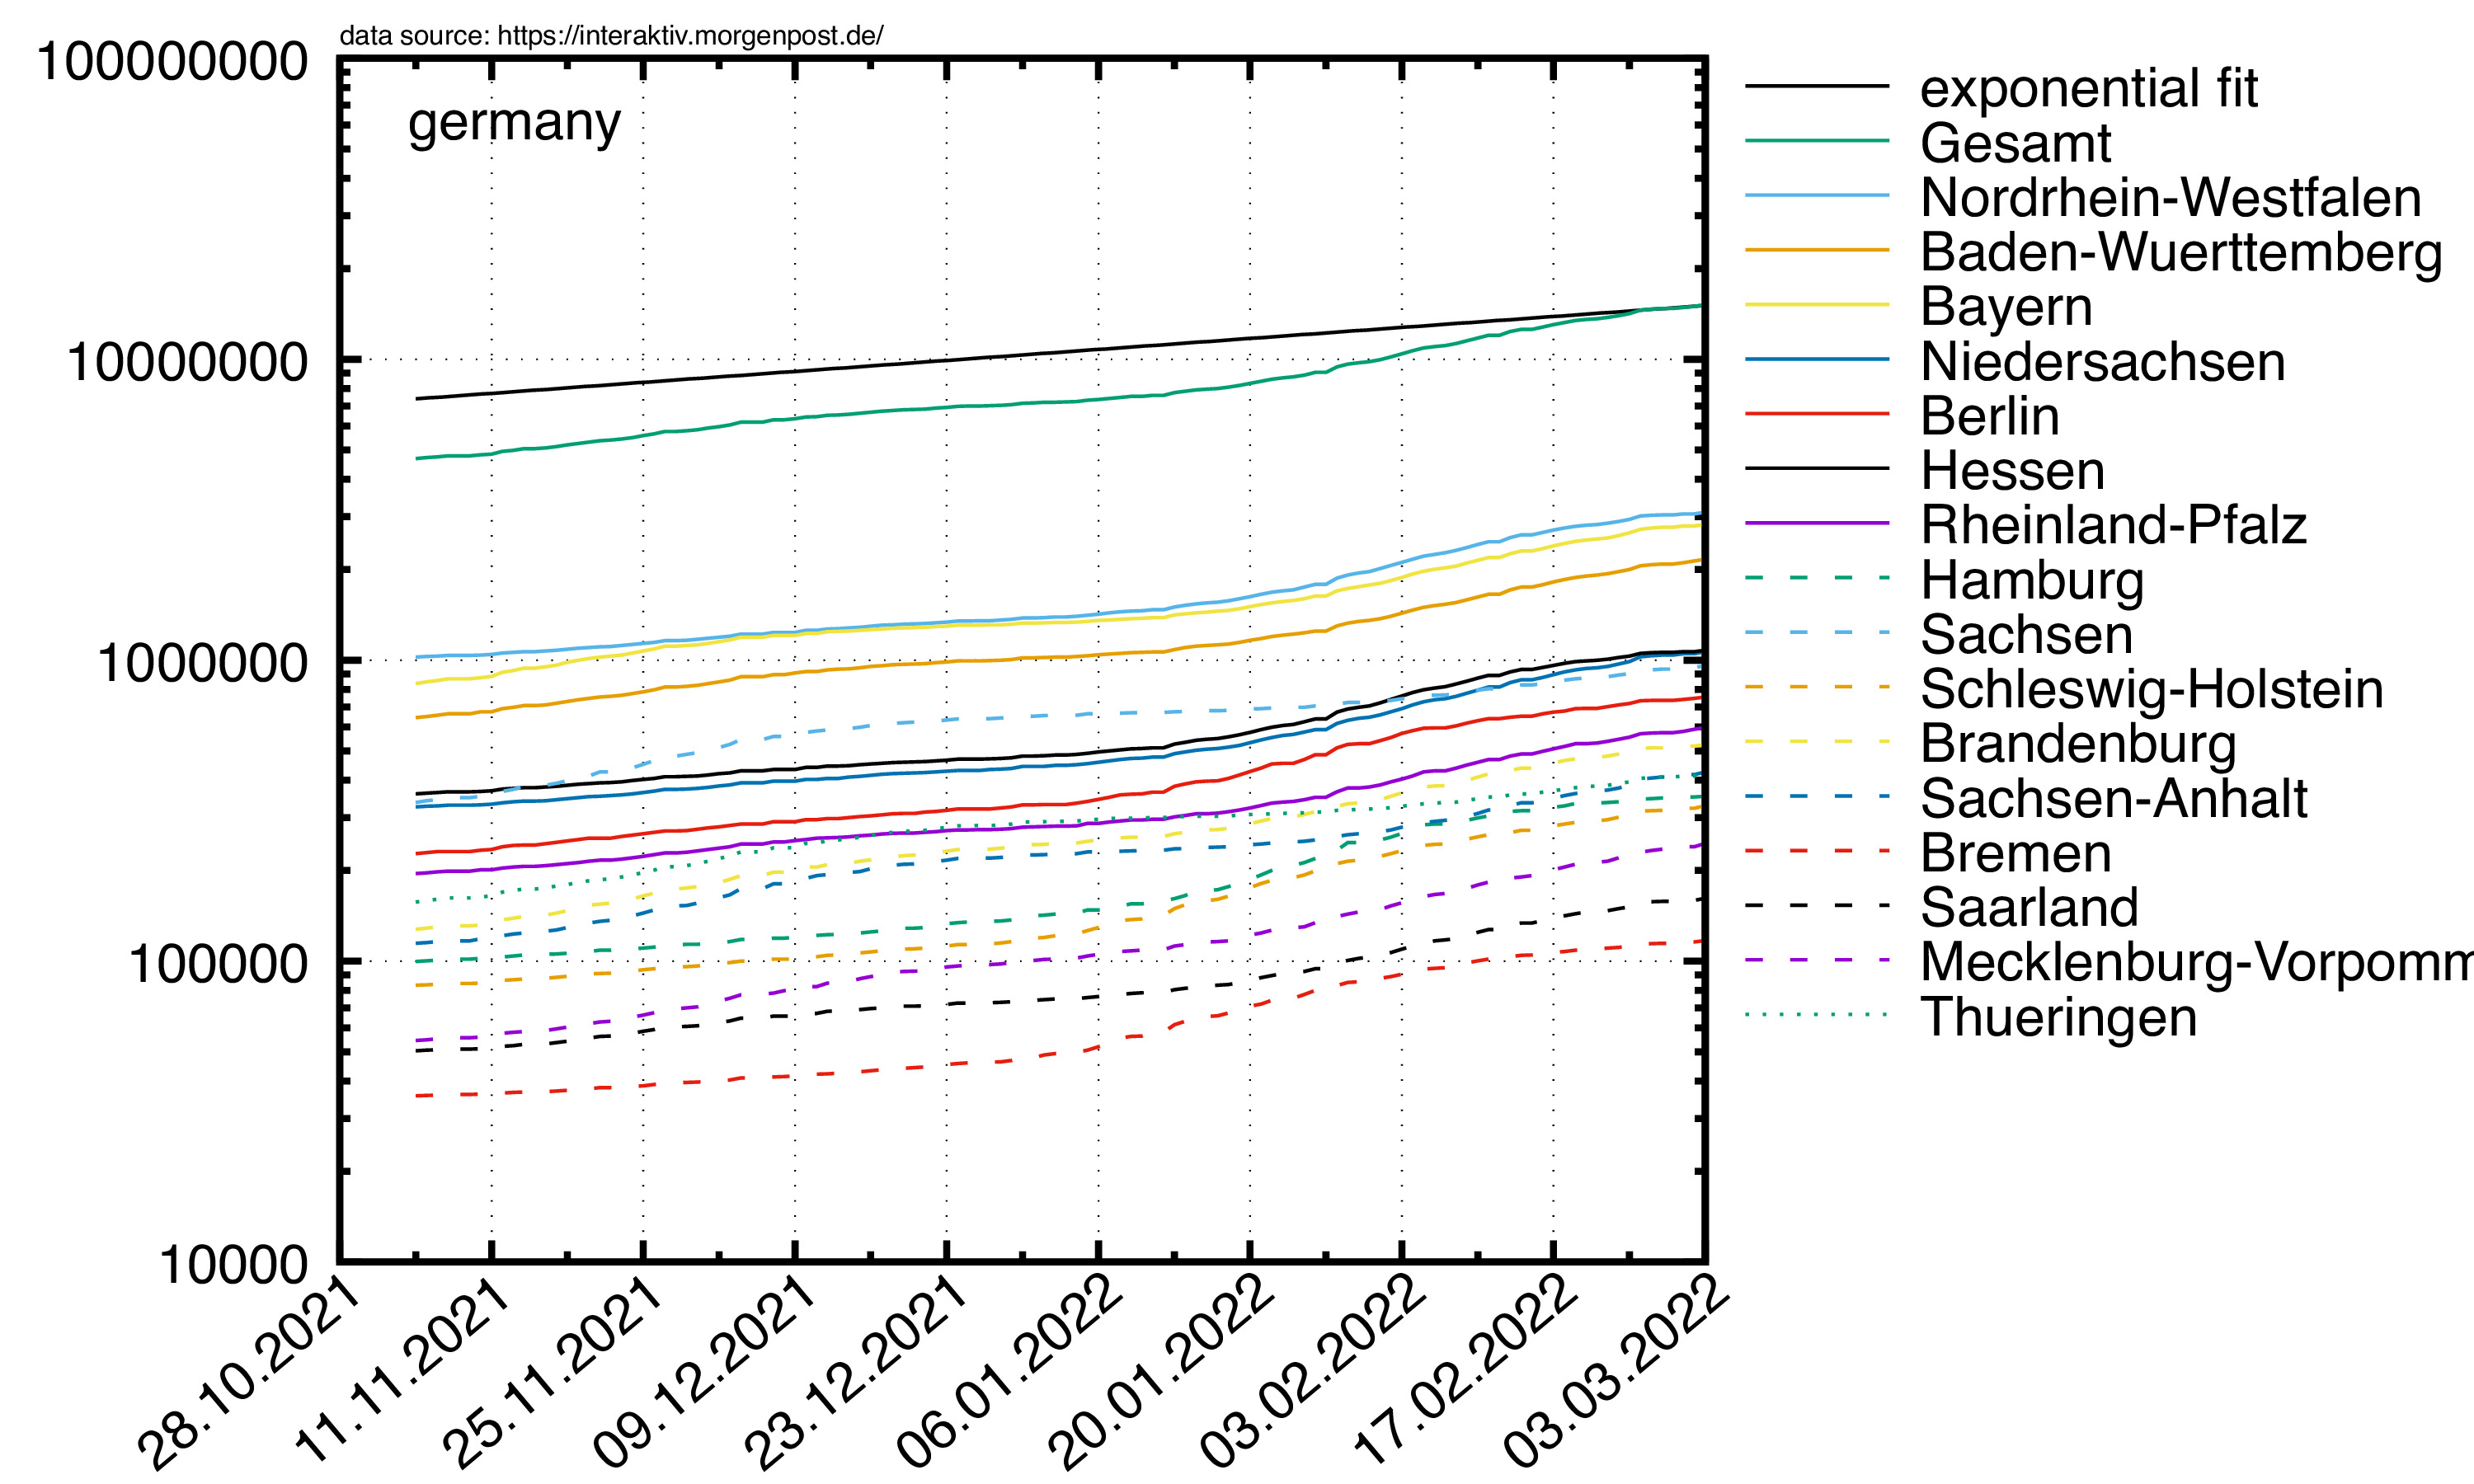 data source: https://interaktiv.morgenpost.de/
germany
100000000
10000000
1000000
100000
10000
28.10.2021
11.11.2021
25.11.2021
09.12.2021
23.12.2021
06.01.2022
20.01.2022
03.02.2022
17.02.2022
03.03.2022
exponential fit
Gesamt
Nordrhein-Westfalen
Baden-Wuerttemberg
Bayern
Niedersachsen
Berlin
Hessen
Rheinland-Pfalz
Hamburg
Sachsen
Schleswig-Holstein
Brandenburg
Sachsen-Anhalt
Bremen
Saarland
Mecklenburg-Vorpomm
Thueringen